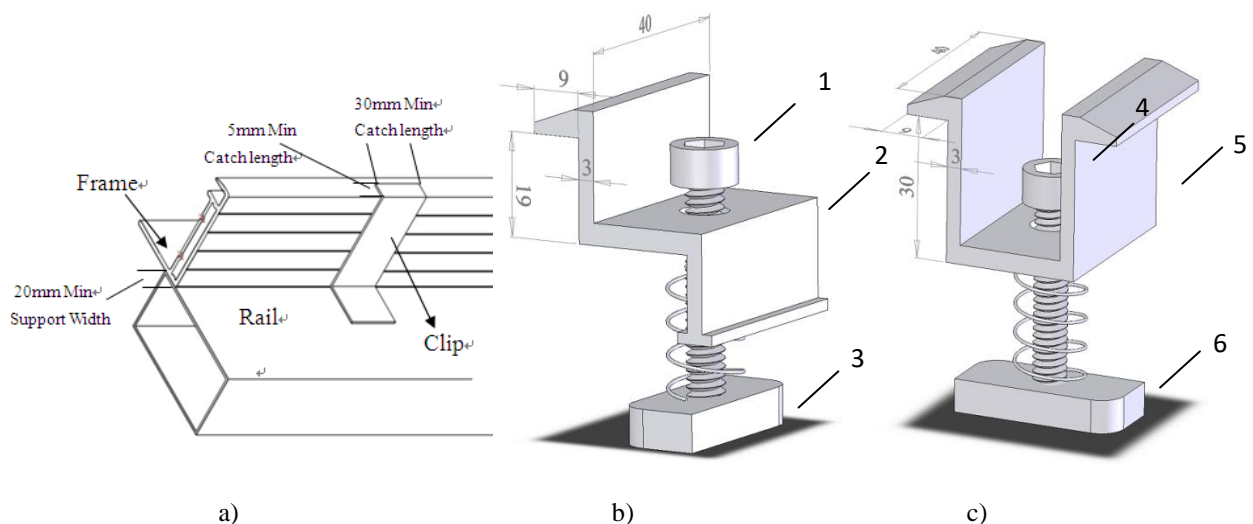 30mm Min
Catch length
5mm Min
Catch length
Frame
20mm Min
Support Width
Rail
Clip
40
9
3
19
1
2
3
3
30
4
5
6
a)
b)
c)